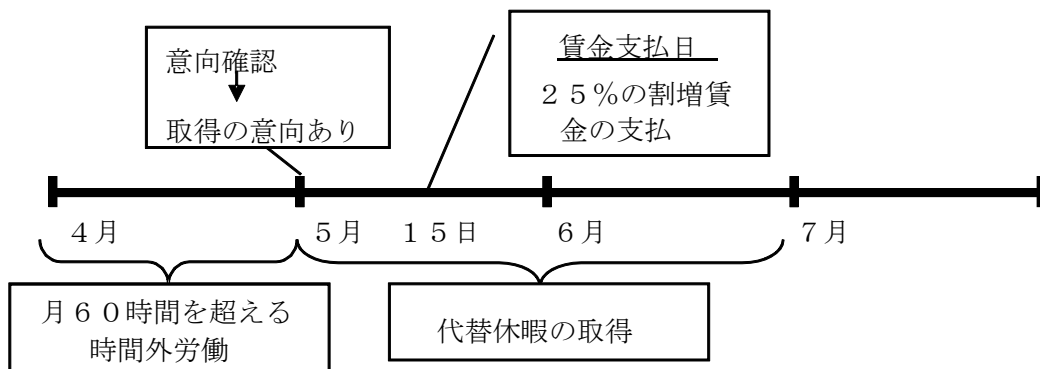 意向確認
取得の意向あり
賃金支払日
２５％の割増賃
金の支払
４月
５月
１５日
６月
７月
月６０時間を超える
時間外労働
代替休暇の取得